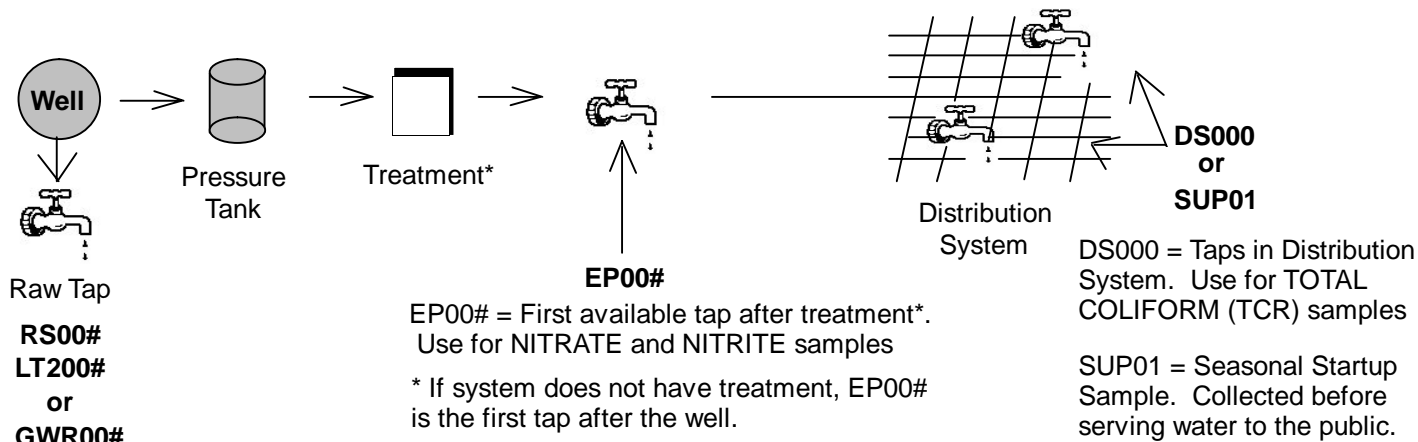 Well
Pressure
Tank
Treatment*
Raw Tap
RS00#
LT200#
or
GWR00#
EP00#
EP00# = First available tap after treatment*.
Use for NITRATE and NITRITE samples
* If system does not have treatment, EP00#
is the first tap after the well.
Distribution
System
DS000
or
SUP01
DS000 = Taps in Distribution
System. Use for TOTAL
COLIFORM (TCR) samples
SUP01 = Seasonal Startup
Sample. Collected before
serving water to the public.